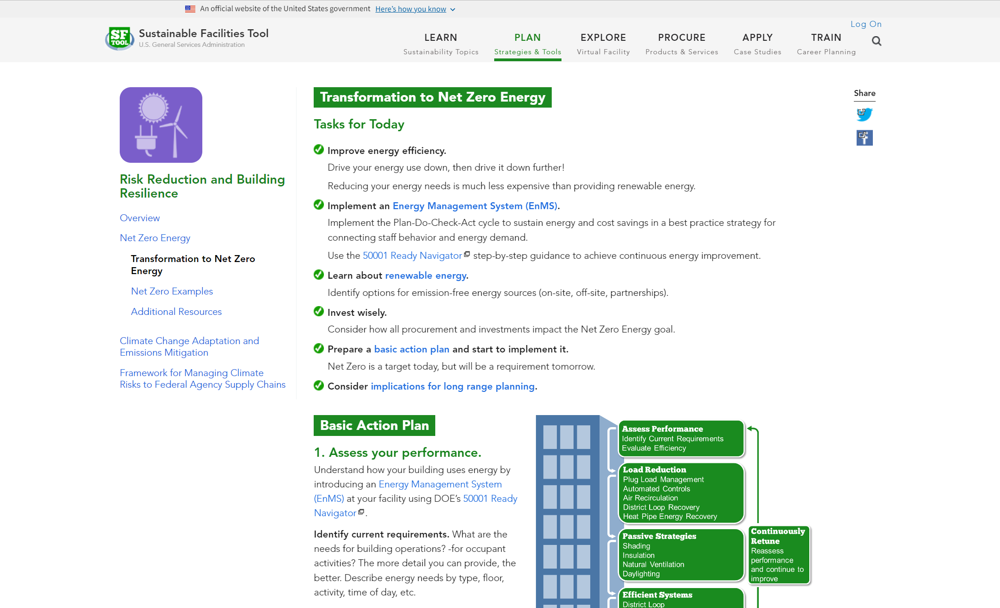 An official website of the United States government Here's how you know
Log On
SF TOOL
Sustainable Facilities Tool
U.S. General Services Administration
LEARN
Sustainability Topics
PLAN
Strategies & Tools
EXPLORE
Virtual Facility
PROCURE
Products & Services
APPLY
Case Studies
TRAIN
Career Planning
Risk Reduction and Building
Resilience
Overview
Net Zero Energy
Transformation to Net Zero
Energy
Net Zero Examples
Additional Resources
Climate Change Adaptation and
Emissions Mitigation
Framework for Managing Climate
Risks to Federal Agency Supply Chains
Transformation to Net Zero Energy
Tasks for Today
Improve energy efficiency.
Drive your energy use down, then drive it down further!
Reducing your energy needs is much less expensive than providing renewable energy.
Implement an Energy Management System (EnMS).
Implement the Plan-Do-Check-Act cycle to sustain energy and cost savings in a best practice strategy for
connecting staff behavior and energy demand.
Use the 50001 Ready Navigator step-by-step guidance to achieve continuous energy improvement.
Learn about renewable energy.
Identify options for emission-free energy sources (on-site, off-site, partnerships).
Invest wisely.
Consider how all procurement and investments impact the Net Zero Energy goal.
Prepare a basic action plan and start to implement it.
Net Zero is a target today, but will be a requirement tomorrow.
Consider implications for long range planning.
Share
Basic Action Plan
1. Assess your performance.
Understand how your building uses energy by
introducing an Energy Management System
(EnMS) at your facility using DOE's 50001 Ready
Navigator.
Identify current requirements. What are the
needs for building operations? -for occupant
activities? The more detail you can provide, the
better. Describe energy needs by type, floor,
activity, time of day, etc.
Assess Performance
Identify Current Requirements
Evaluate Efficiency
Load Reduction
Plug Load Management
Automated Controls
Air Recirculation
District Loop Recovery
Heat Pipe Energy Recovery
Passive Strategies
Shading
Insulation
Natural Ventilation
Daylighting
Efficient Systems
District Loop
Continuously
Retune
Reassess
performance
and continue to
improve